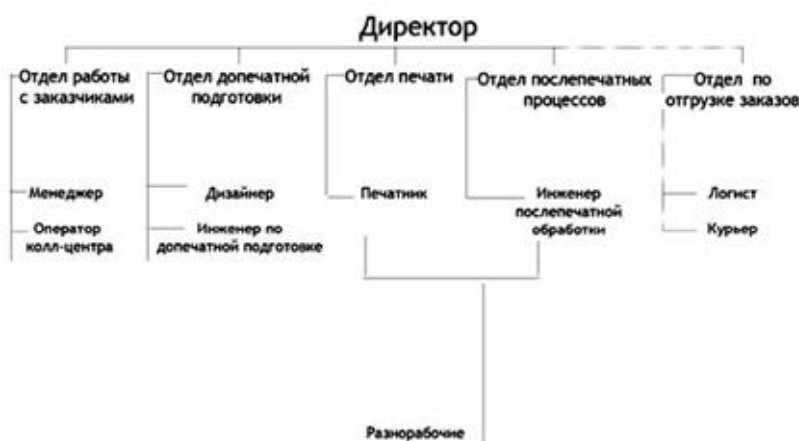 Директор
Отдел работы
с заказчиками
Отдел допечатной
подготовки
Отдел печати
Отдел послепечатных
процессов
Отдел по
отгрузке заказов
Менеджер
Дизайнер
Печатник
Инженер
послепечатной
обработки
Логист
Оператор
колл-центра
Инженер по
допечатной подготовке
Курьер
Разнорабочие